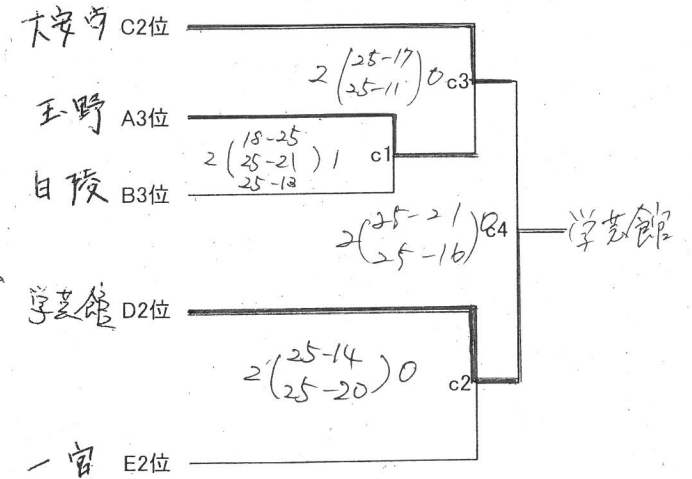 大安寺 C2位
2 (25-17 25-11) 0 c3
玉野 A3位
2 (18-25 25-21 25-13) 1 c1
白陵 B3位
2 (25-21 25-16) 0 c4 学芸館
学芸館 D2位
2 (25-14 25-20) 0 c2
一宮 E2位